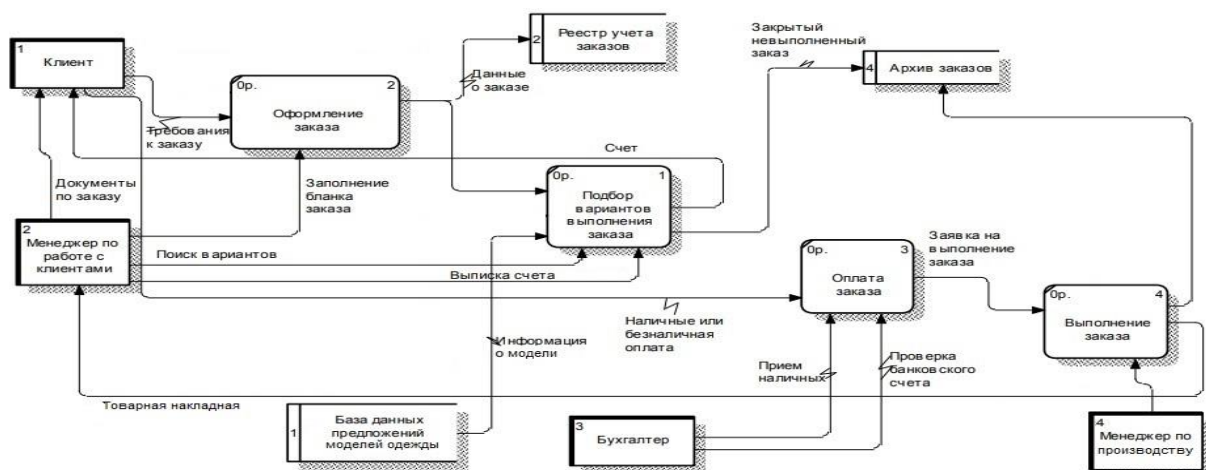 1
Клиент
0р.
2
Оформление
заказа
2
Реестр учета
заказов
Данные
о заказе
Закрытый
невыполненный
заказ
4
Архив заказов
Требования
к заказу
Счет
Документы
по заказу
Заполнение
бланка
заказа
0р.
1
Подбор
вариантов
выполнения
заказа
2
Менеджер по
работе с
клиентами
Поиск вариантов
Выписка счета
0р.
3
Оплата
заказа
Заявка на
выполнение
заказа
0р.
4
Выполнение
заказа
Наличные или
безналичная
оплата
Информация
о модели
Прием
наличных
Проверка
банковского
счета
Товарная накладная
1
База данных
предложений
моделей одежды
3
Бухгалтер
4
Менеджер по
производству